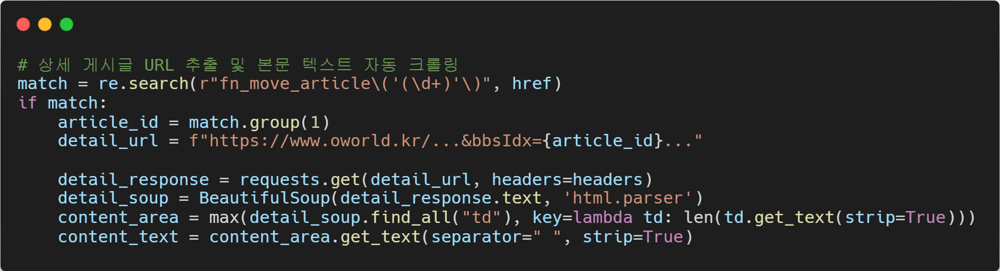 # 상세 게시글 URL 추출 및 본문 텍스트 자동 크롤링
match = re.search(r"fn_move_article\('(\d+)'\)", href)
if match:
    article_id = match.group(1)
    detail_url = f"https://www.oworld.kr/...&bbsIdx={article_id}..."

    detail_response = requests.get(detail_url, headers=headers)
    detail_soup = BeautifulSoup(detail_response.text, 'html.parser')
    content_area = max(detail_soup.find_all("td"), key=lambda td: len(td.get_text(strip=True)))
    content_text = content_area.get_text(separator=" ", strip=True)